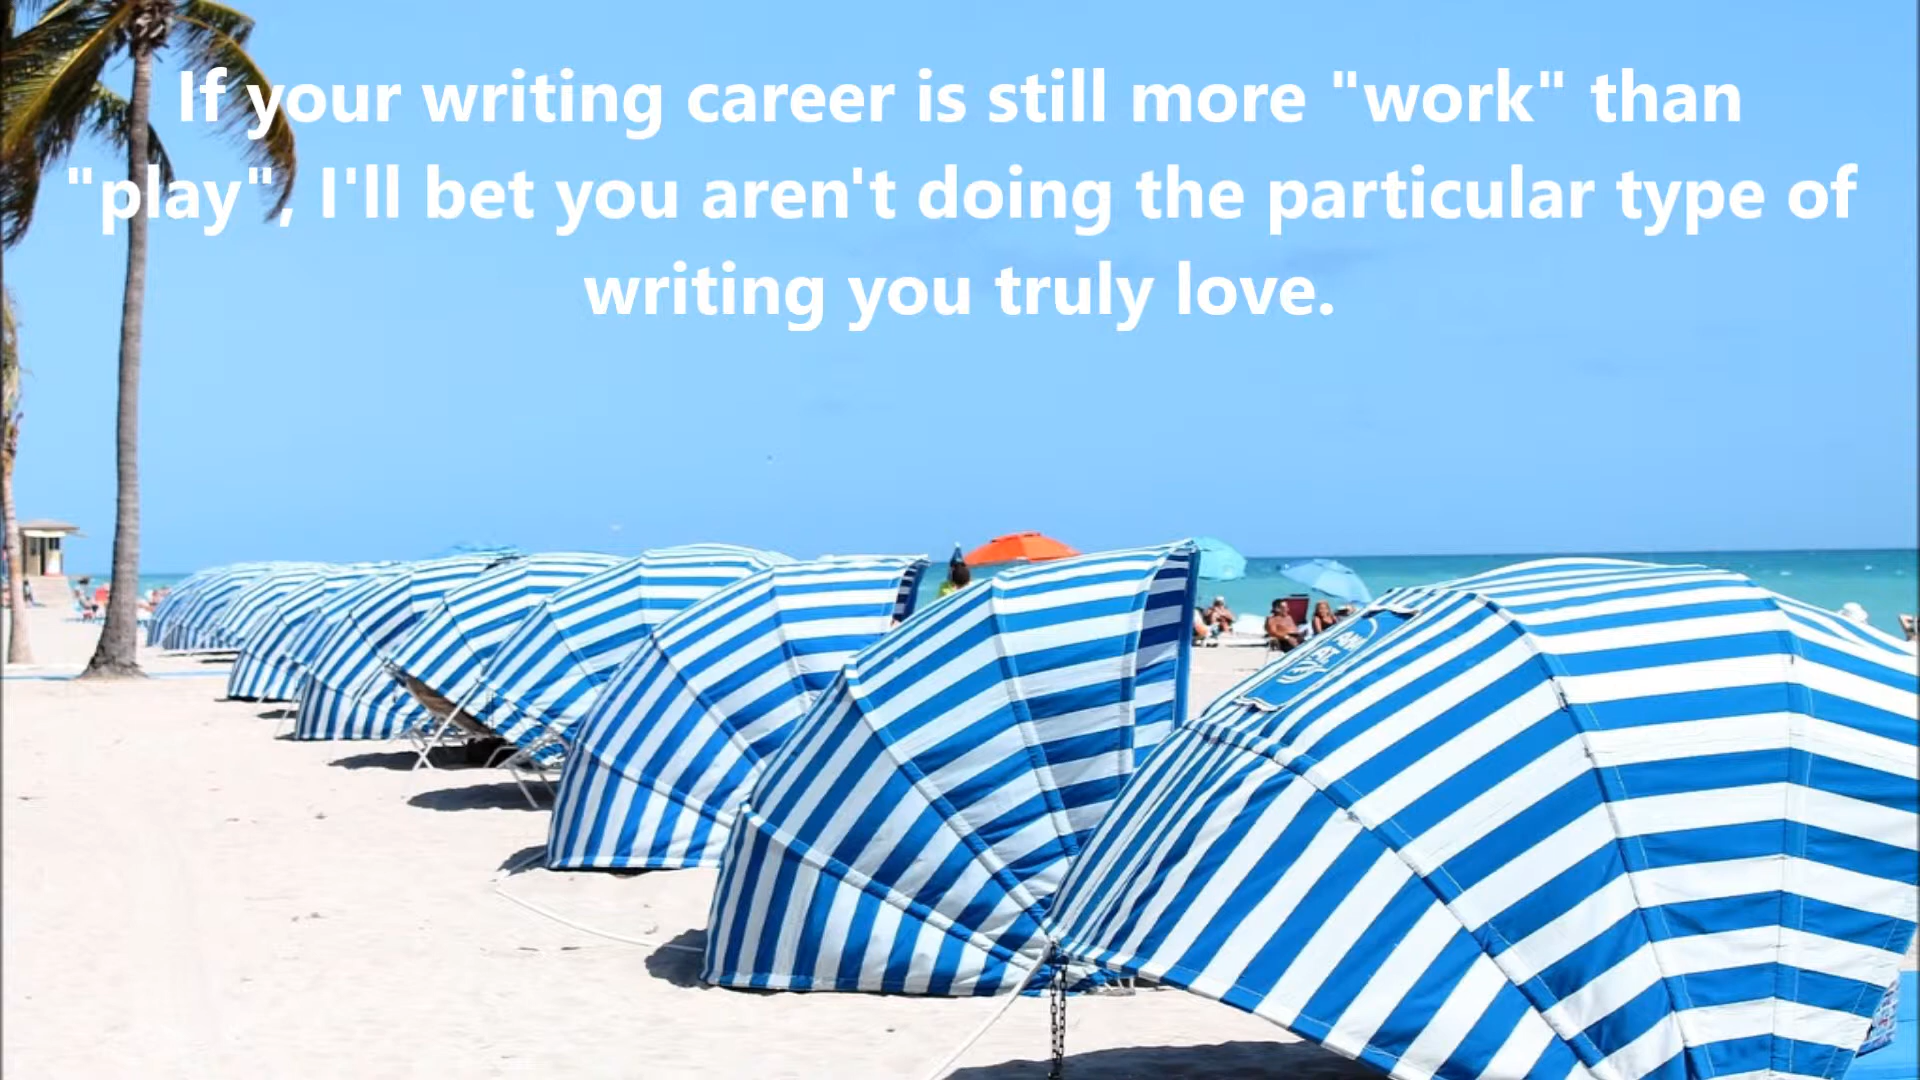 If your writing career is still more "work" than
"play", I'll bet you aren't doing the particular type of
writing you truly love.